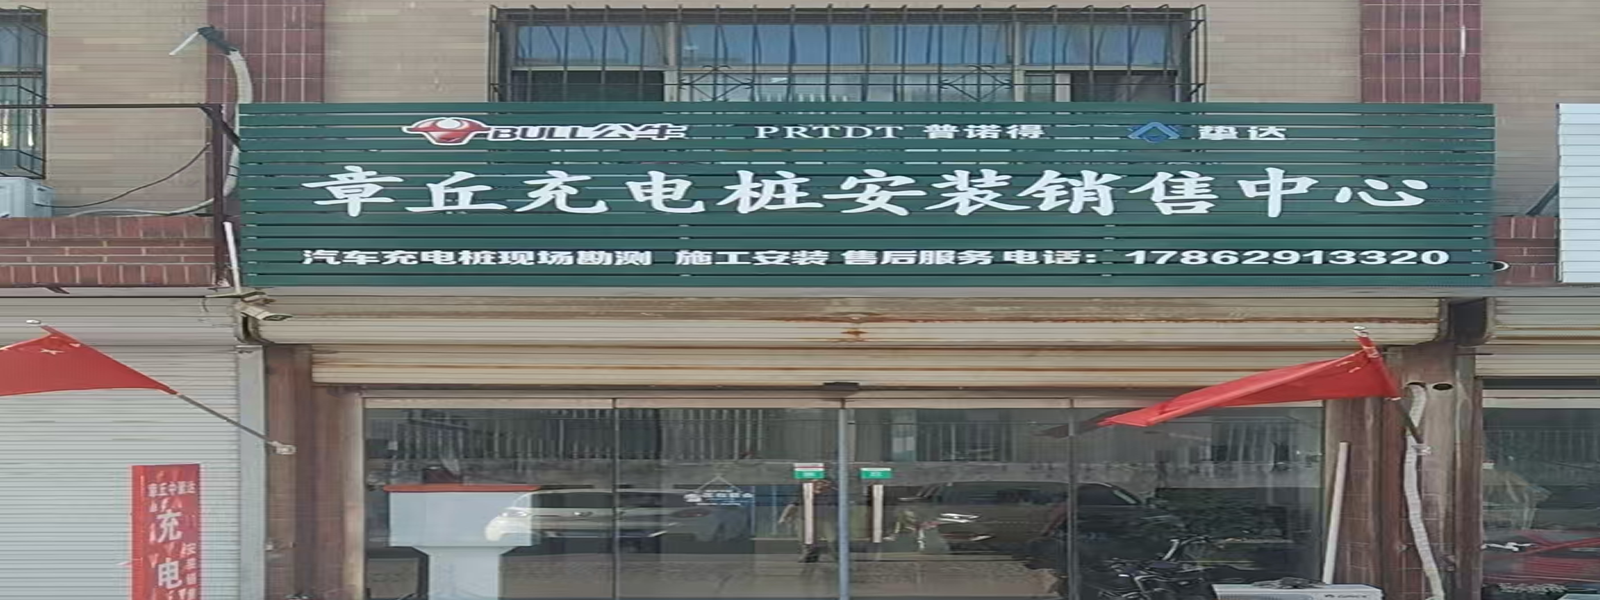 BULL公牛 PRTDT 普诺得 挚达
章丘充电桩安装销售中心
汽车充电桩现场勘测 施工安装 售后服务 电话：17862913320
充电